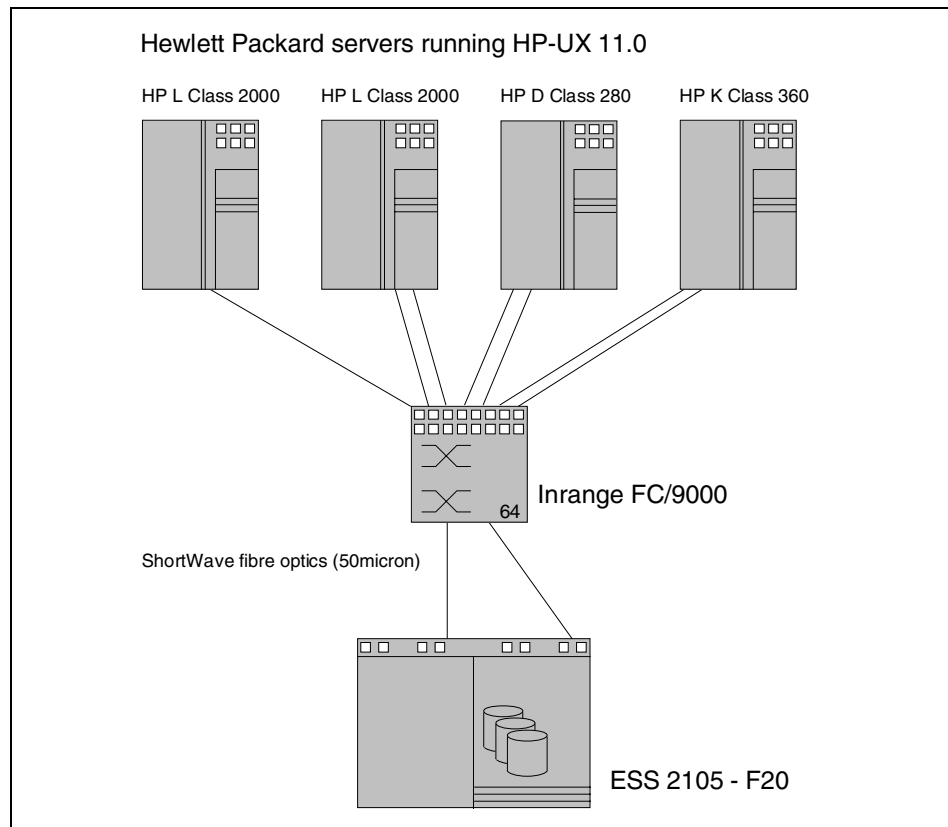 Hewlett Packard servers running HP-UX 11.0
HP L Class 2000
HP L Class 2000
HP D Class 280
HP K Class 360
64
Inrange FC/9000
ShortWave fibre optics (50micron)
ESS 2105 - F20